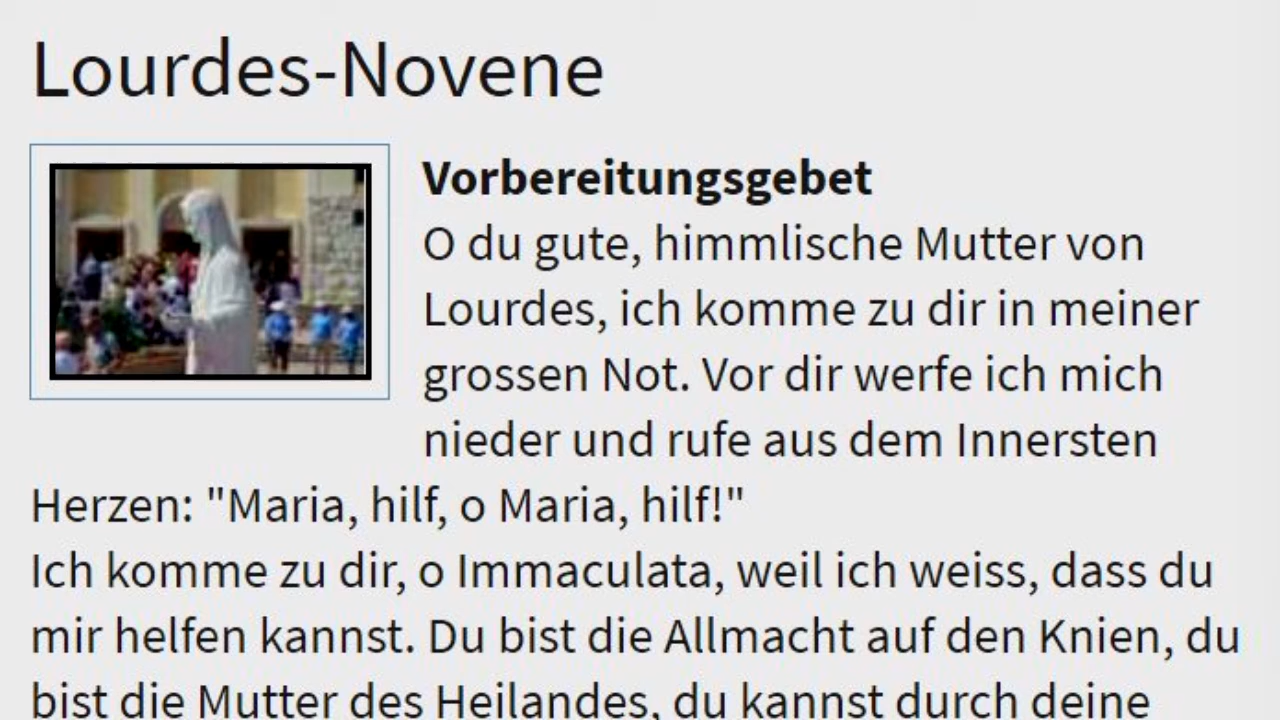 Lourdes-Novene
Vorbereitungsgebet
O du gute, himmlische Mutter von
Lourdes, ich komme zu dir in meiner
grossen Not. Vor dir werfe ich mich
nieder und rufe aus dem Innersten
Herzen: "Maria, hilf, o Maria, hilf!"
Ich komme zu dir, o Immaculata, weil ich weiss, dass du
mir helfen kannst. Du bist die Allmacht auf den Knien, du
bist die Mutter des Heilandes, du kannst durch deine